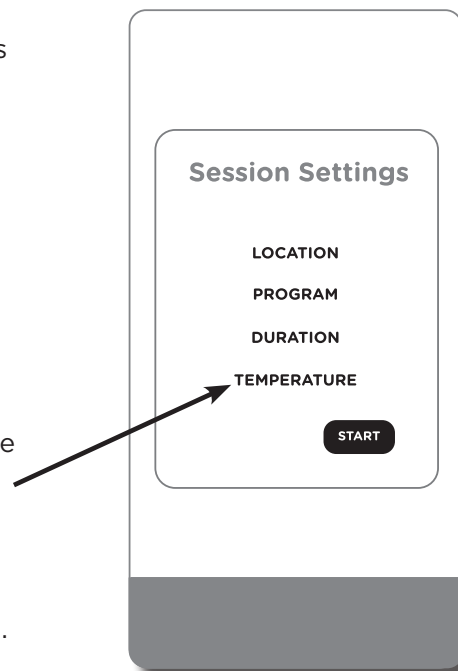 s
Session Settings
LOCATION
PROGRAM
DURATION
TEMPERATURE
START
e
.